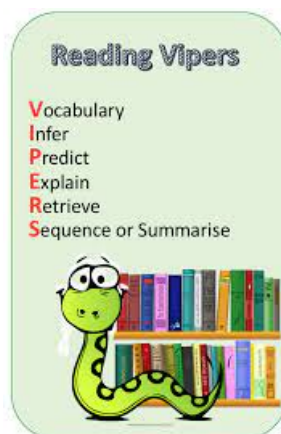 Reading Vipers
Vocabulary
Infer
Predict
Explain
Retrieve
Sequence or Summarise